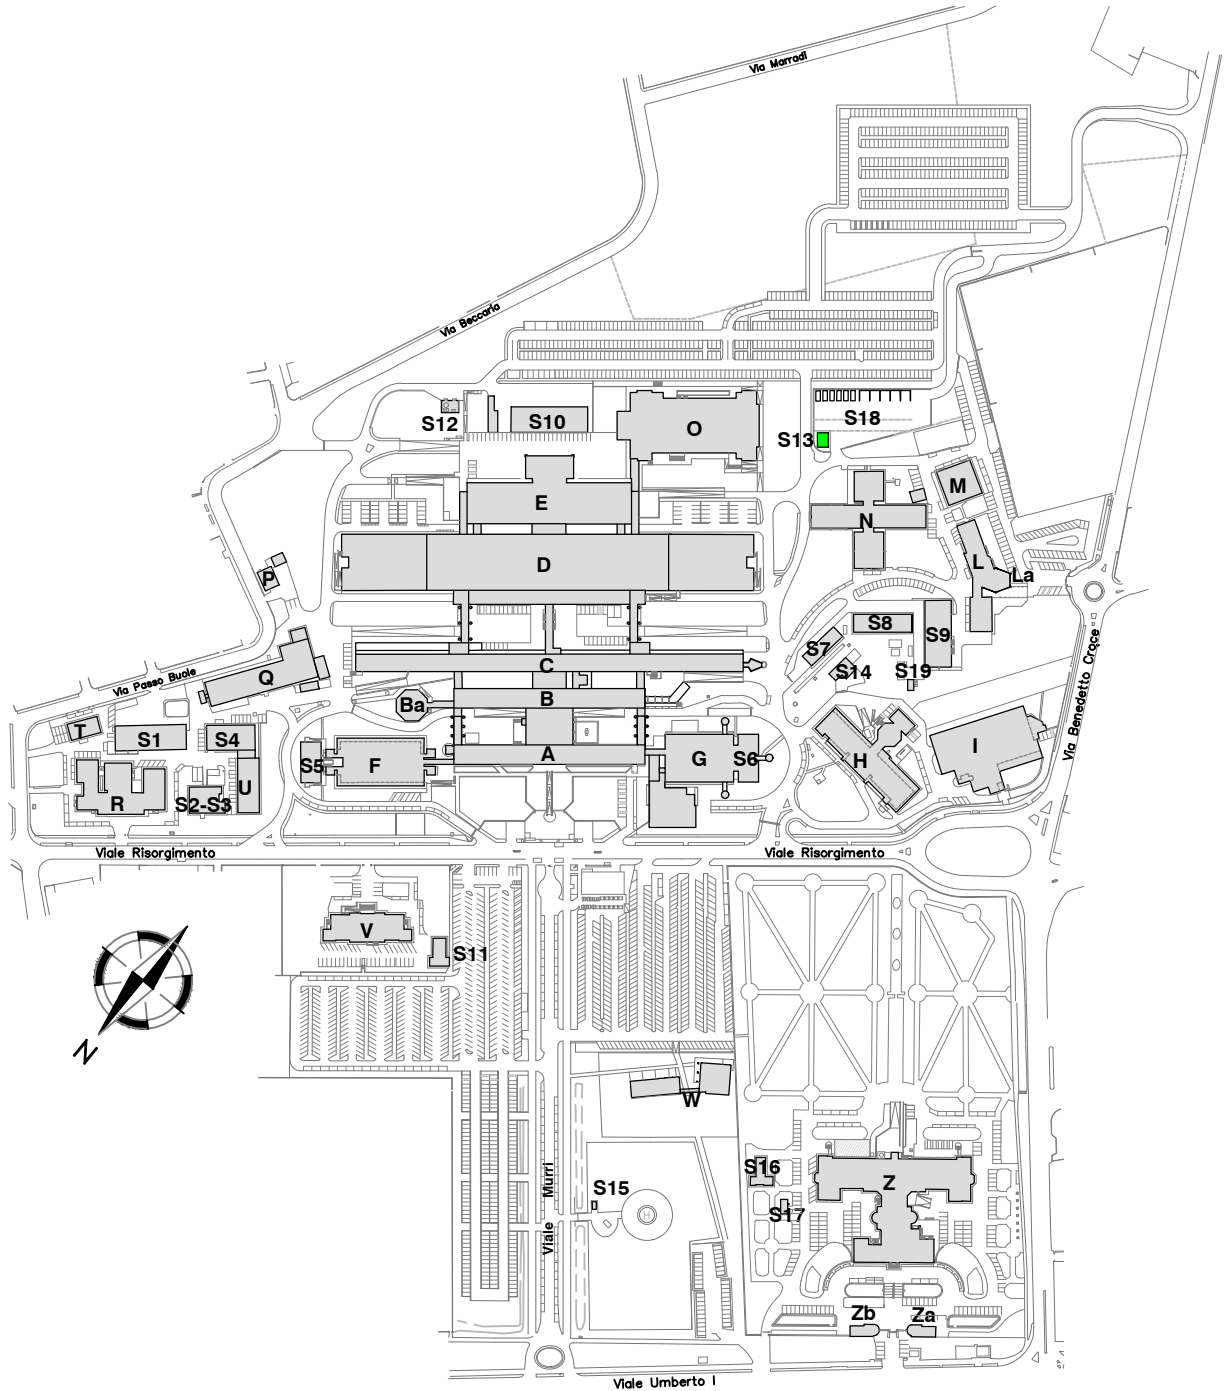 Via Marradi
Via Beccaria
S12
S10
O
S18
S13
E
N
M
D
L
La
P
S8
S9
S7
S14
S19
C
Q
B
Ba
Via Passo Buole
Via Benedetto Croce
T
S1
S4
S5
F
A
G
S6
H
I
R
S2-S3
U
Viale Risorgimento
Viale Risorgimento
V
S11
N
W
S16
Z
S15
S17
Viale Murri
Zb
Za
Viale Umberto I